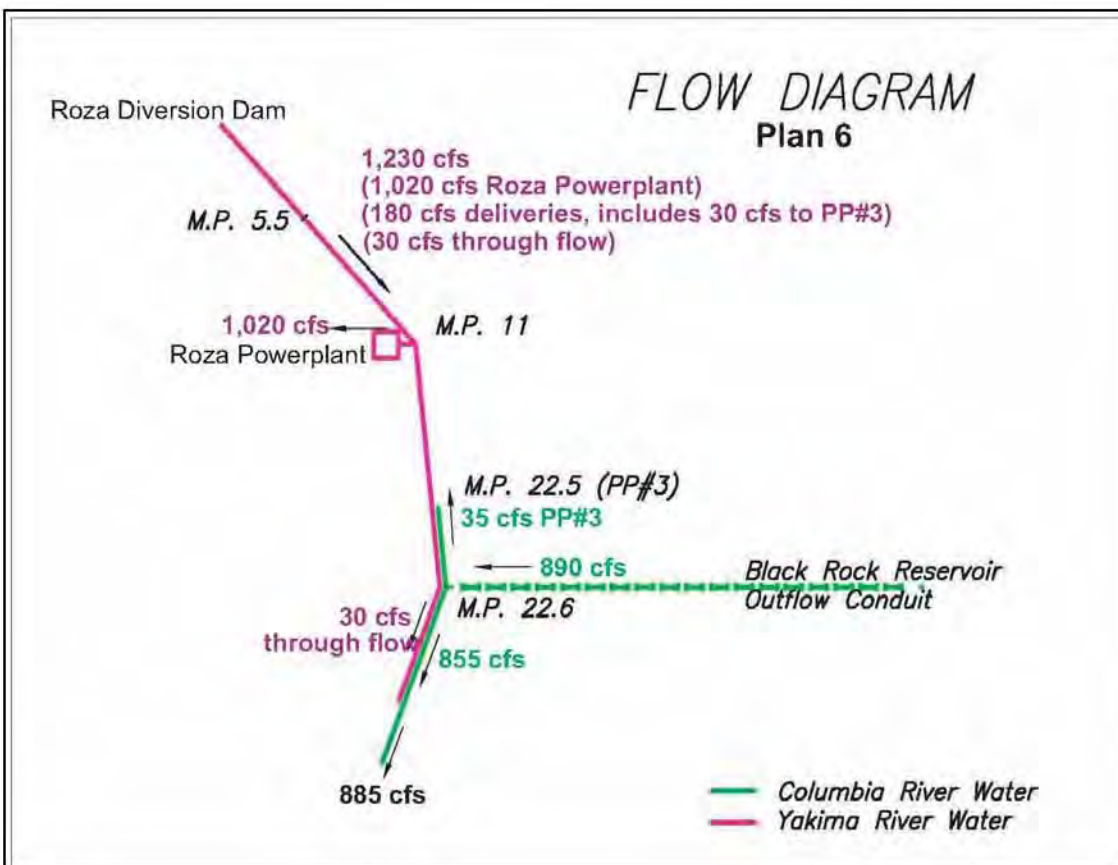 FLOW DIAGRAM
Plan 6
Roza Diversion Dam
1,230 cfs
(1,020 cfs Roza Powerplant)
(180 cfs deliveries, includes 30 cfs to PP#3)
(30 cfs through flow)
M.P. 5.5
1,020 cfs
Roza Powerplant
M.P. 11
M.P. 22.5 (PP#3)
35 cfs PP#3
890 cfs
Black Rock Reservoir
Outflow Conduit
M.P. 22.6
30 cfs
through flow
855 cfs
885 cfs
Columbia River Water
Yakima River Water